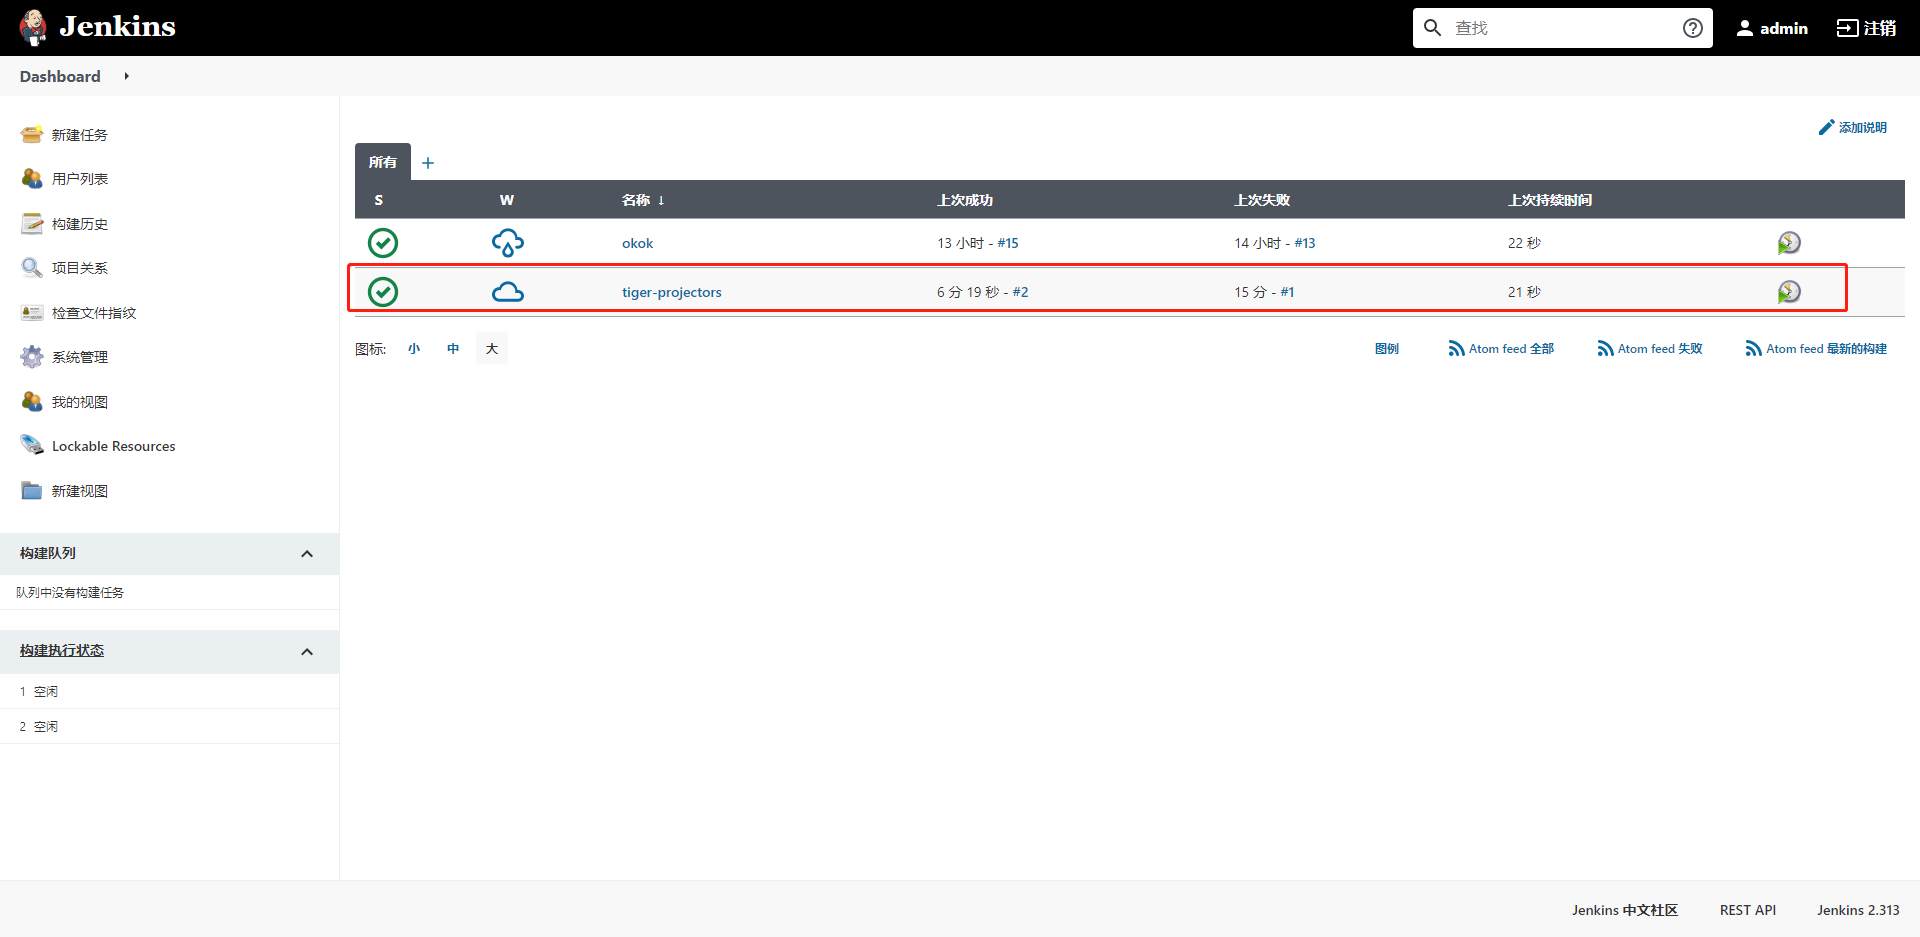 Jenkins
查找
admin
注销
Dashboard
新建任务
用户列表
构建历史
项目关系
检查文件指纹
系统管理
我的视图
Lockable Resources
新建视图
构建队列
队列中没有构建任务
构建执行状态
1 空闲
2 空闲
添加说明
所有 +
S W 名称 ↓ 上次成功 上次失败 上次持续时间
okok 13 小时 - #15 14 小时 - #13 22 秒
tiger-projectors 6 分 19 秒 - #2 15 分 - #1 21 秒
图标: 小 中 大
图例 Atom feed 全部 Atom feed 失败 Atom feed 最新的构建
Jenkins 中文社区 REST API Jenkins 2.313